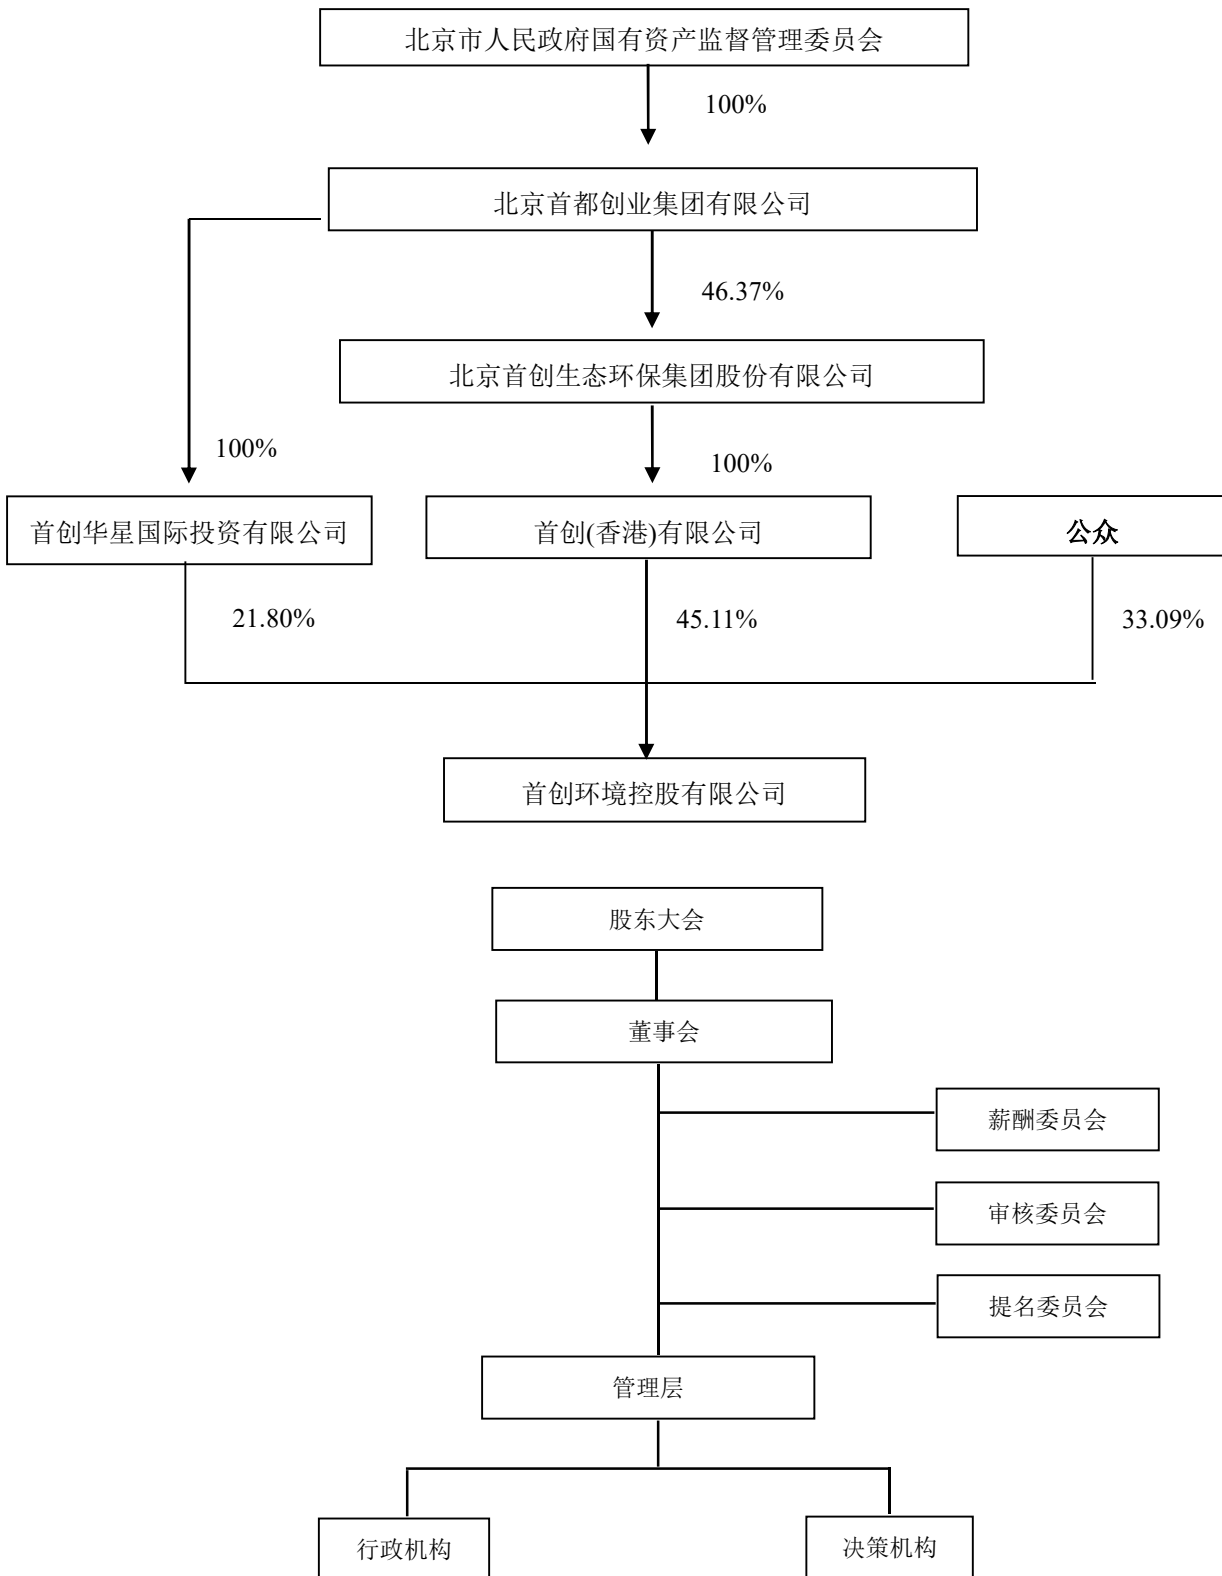 北京市人民政府国有资产监督管理委员会
100%
北京首都创业集团有限公司
46.37%
北京首创生态环保集团股份有限公司
100%
100%
首创华星国际投资有限公司
首创(香港)有限公司
公众
21.80%
45.11%
33.09%
首创环境控股有限公司
股东大会
董事会
薪酬委员会
审核委员会
提名委员会
管理层
行政机构
决策机构